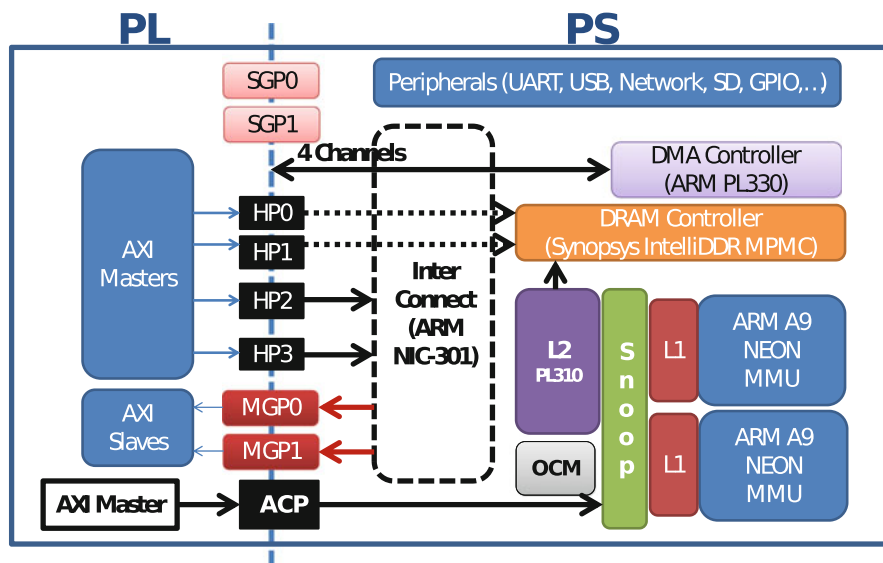 PL
PS
SGP0
SGP1
Peripherals (UART, USB, Network, SD, GPIO,...)
4 Channels
DMA Controller
(ARM PL330)
AXI
Masters
HP0
HP1
HP2
HP3
DRAM Controller
(Synopsys IntelliDDR MPMC)
Inter
Connect
(ARM
NIC-301)
L2
PL310
Snoop
L1
ARM A9
NEON
MMU
AXI
Slaves
MGP0
MGP1
OCM
L1
ARM A9
NEON
MMU
AXI Master
ACP